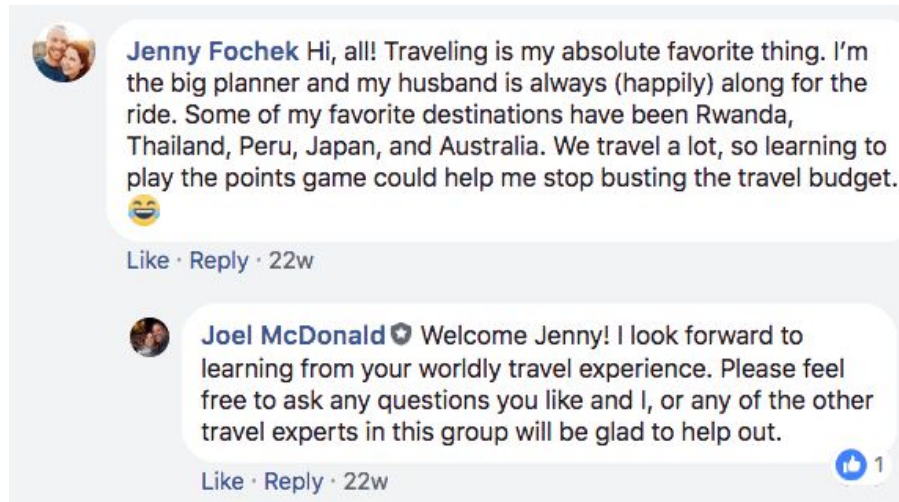 Jenny Fochek Hi, all! Traveling is my absolute favorite thing. I'm
the big planner and my husband is always (happily) along for the
ride. Some of my favorite destinations have been Rwanda,
Thailand, Peru, Japan, and Australia. We travel a lot, so learning to
play the points game could help me stop busting the travel budget.
😂
Like · Reply · 22w
Joel McDonald Welcome Jenny! I look forward to
learning from your worldly travel experience. Please feel
free to ask any questions you like and I, or any of the other
travel experts in this group will be glad to help out.
1
Like · Reply · 22w